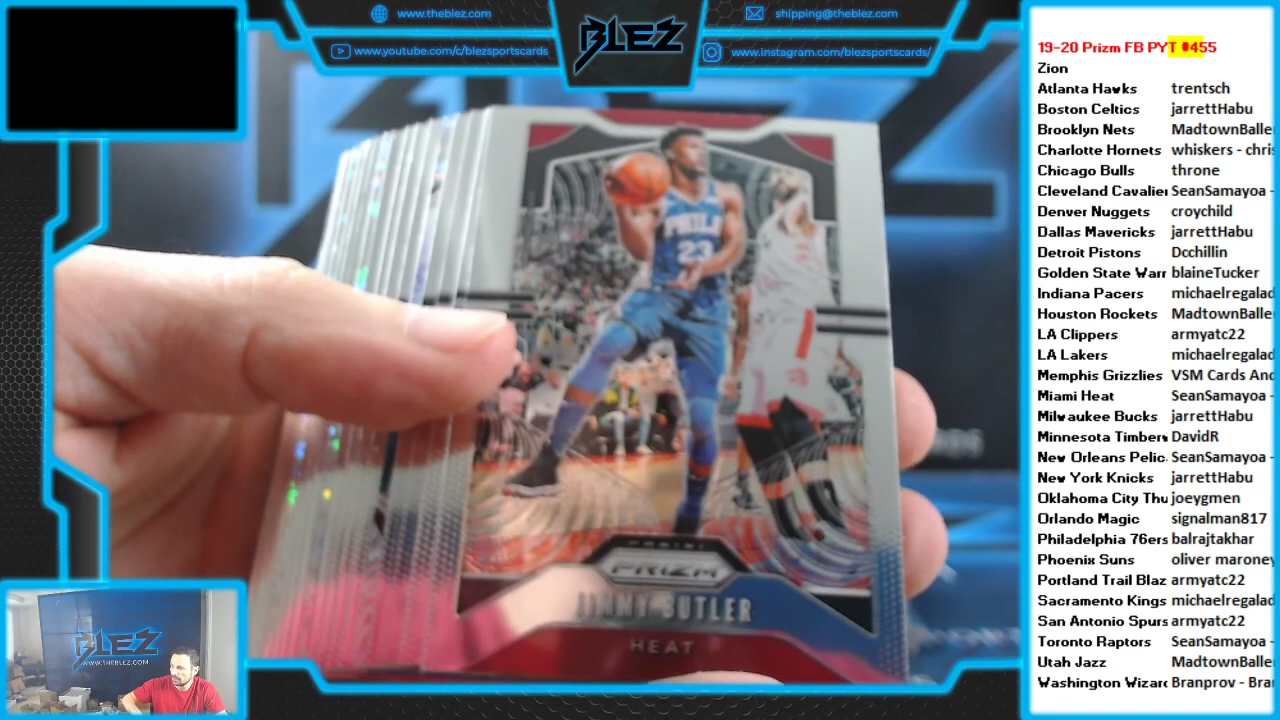 www.theblez.com
BLEZ
shipping@theblez.com
www.youtube.com/c/blezsportscards
www.instagram.com/blezsportscards/
19-20 Prizm FB PYT #455
Zion
Atlanta Hawks trentsch
Boston Celtics jarrettHabu
Brooklyn Nets MadtownBalle
Charlotte Hornets whiskers - chris
Chicago Bulls throne
Cleveland Cavalier SeanSamayoa -
Denver Nuggets croychild
Dallas Mavericks jarrettHabu
Detroit Pistons Dcchillin
Golden State Warr blaineTucker
Indiana Pacers michaelregalad
Houston Rockets MadtownBalle
LA Clippers armyatc22
LA Lakers michaelregalad
Memphis Grizzlies VSM Cards And
Miami Heat SeanSamayoa -
Milwaukee Bucks jarrettHabu
Minnesota Timberw DavidR
New Orleans Pelic SeanSamayoa -
New York Knicks jarrettHabu
Oklahoma City Thu joeygmen
Orlando Magic signalman817
Philadelphia 76ers balrajtakhar
Phoenix Suns oliver maroney
Portland Trail Blaz armyatc22
Sacramento Kings michaelregalad
San Antonio Spurs armyatc22
Toronto Raptors SeanSamayoa -
Utah Jazz MadtownBalle
Washington Wizard Branprov - Bra
PHILA
23
PANINI
PRIZM
JIMMY BUTLER
HEAT
BLEZ
WWW.THEBLEZ.COM